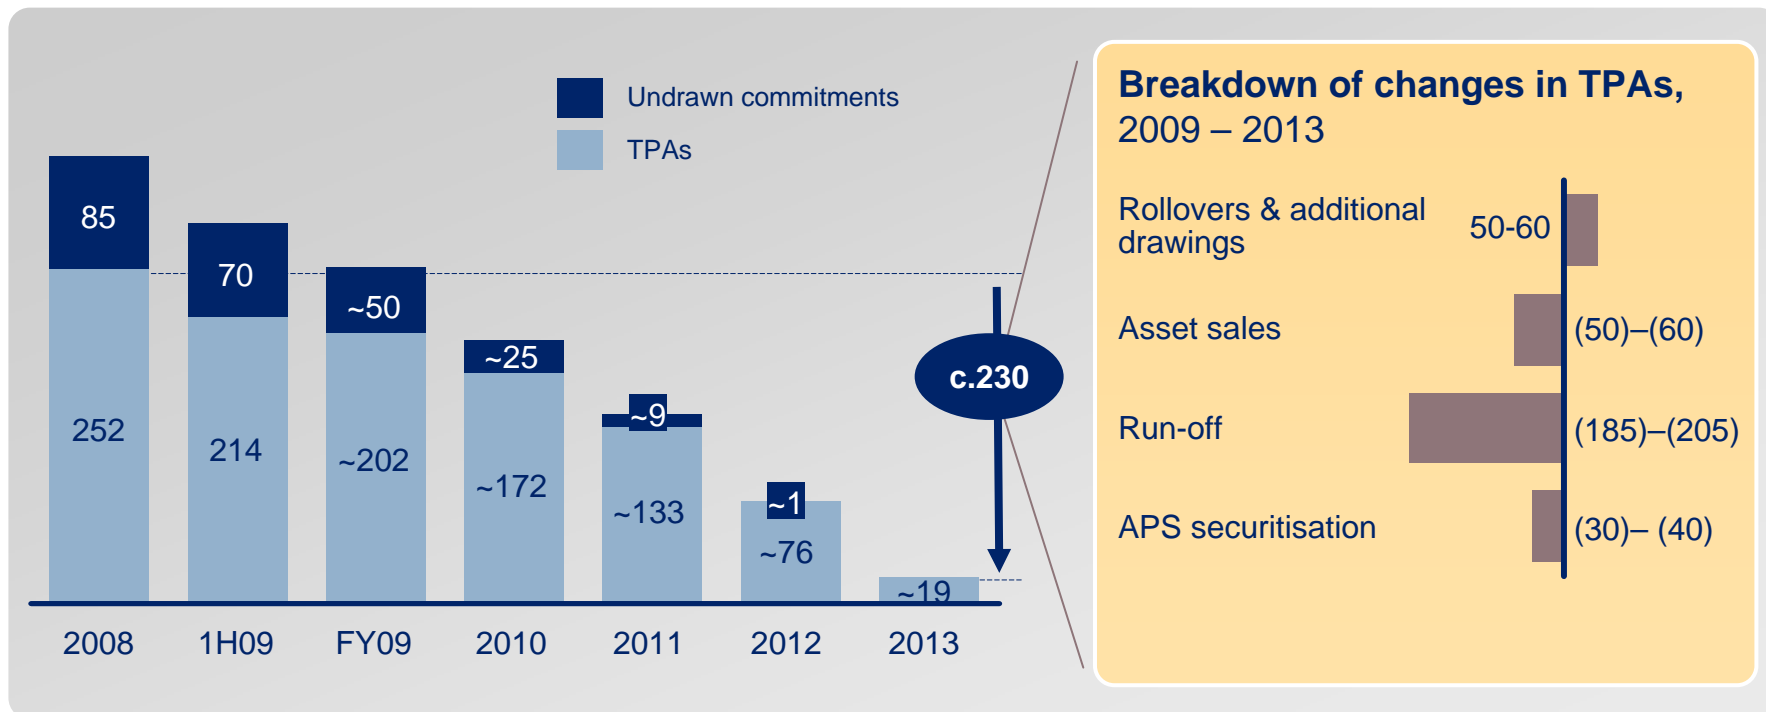 Undrawn commitments
TPAs
85
70
~50
~25
~9
~1
252
214
~202
~172
~133
~76
~19
c.230
2008 1H09 FY09 2010 2011 2012 2013
Breakdown of changes in TPAs,
2009 – 2013
Rollovers & additional
drawings
50-60
Asset sales (50)–(60)
Run-off (185)–(205)
APS securitisation (30)– (40)